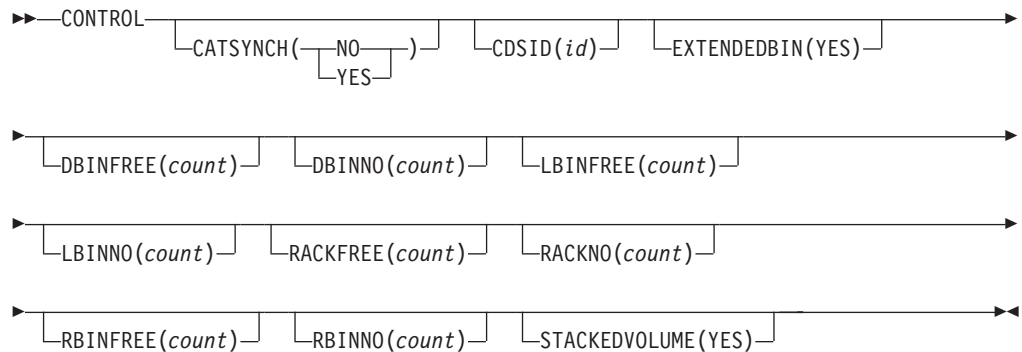 CONTROL
CATSYNCH( NO ) CDSID(id) EXTENDEDBIN(YES)
YES
DBINFREE(count) DBINNO(count) LBINFREE(count)
LBINNO(count) RACKFREE(count) RACKNO(count)
RBINFREE(count) RBINNO(count) STACKEDVOLUME(YES)